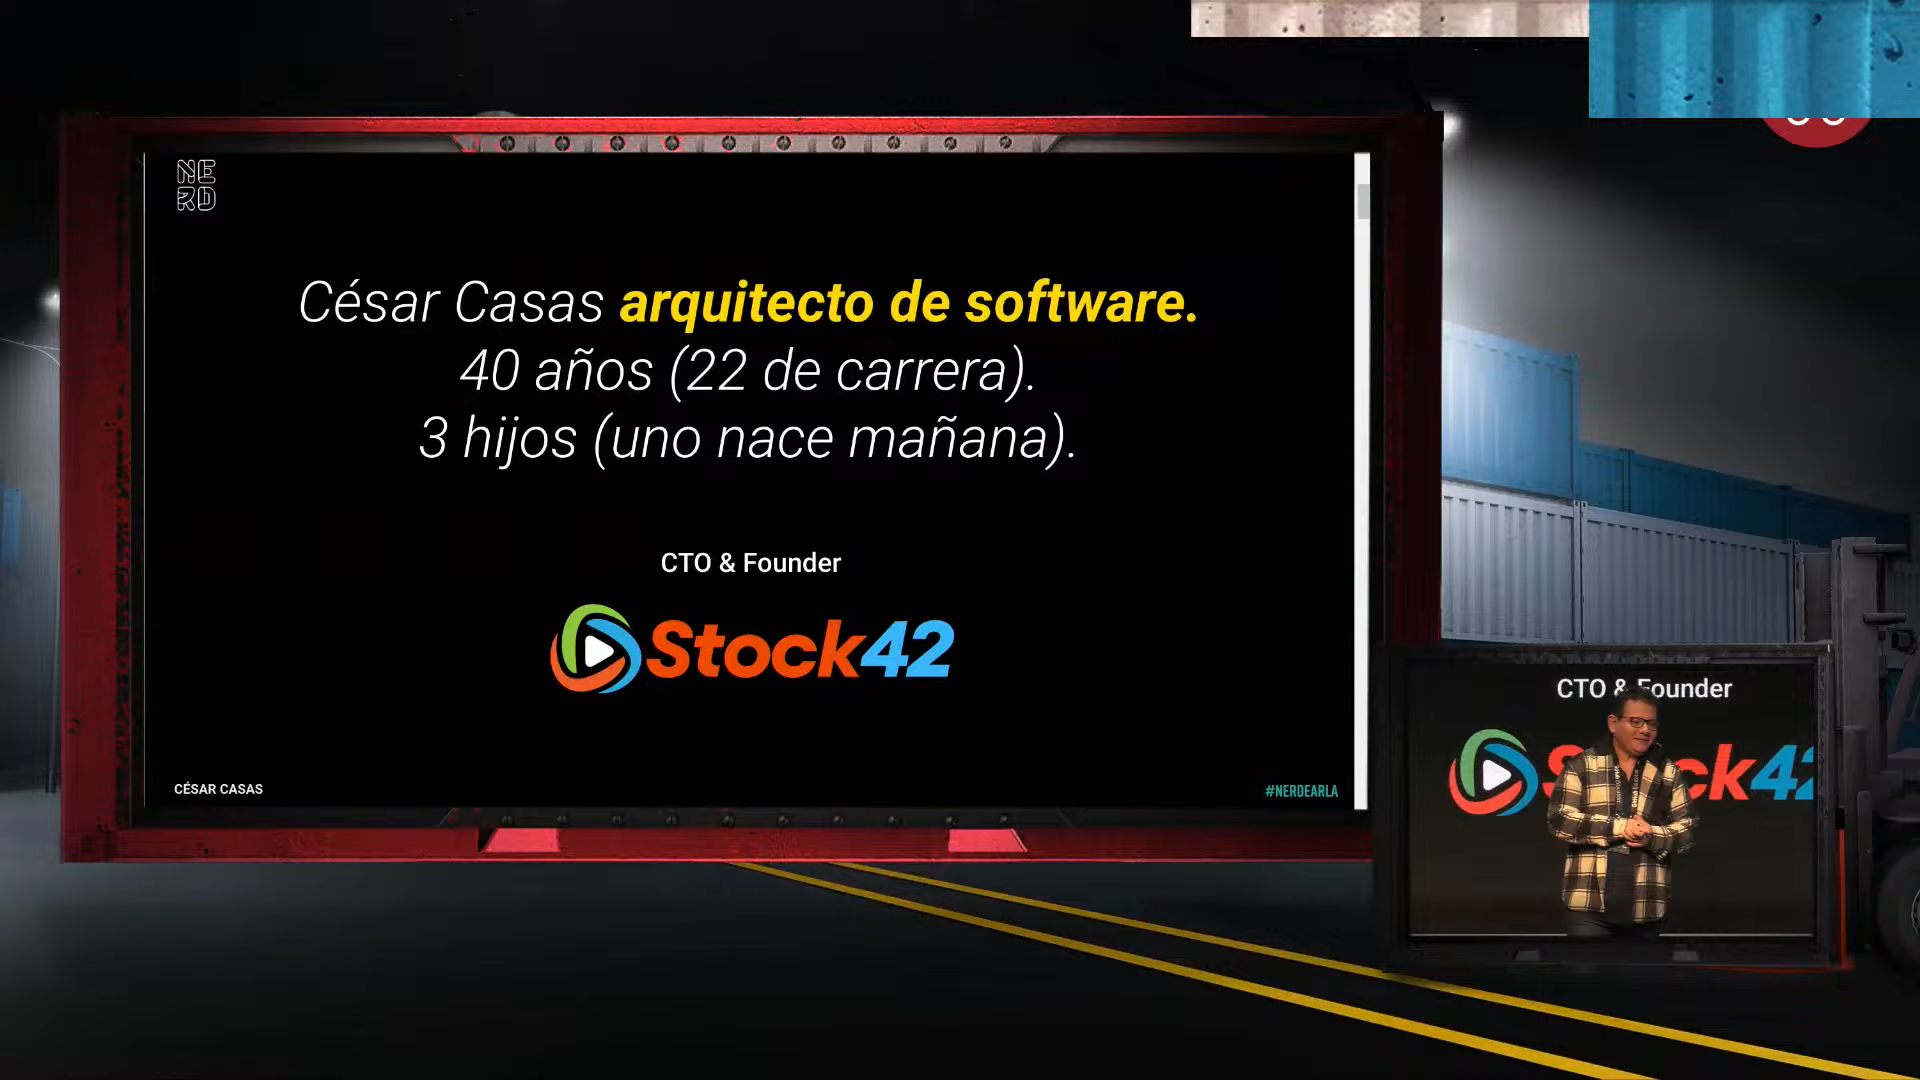 NE
RD
César Casas arquitecto de software.
40 años (22 de carrera).
3 hijos (uno nace mañana).
CTO & Founder
Stock42
CÉSAR CASAS
#NERDEARLA
CTO & Founder
Stock42